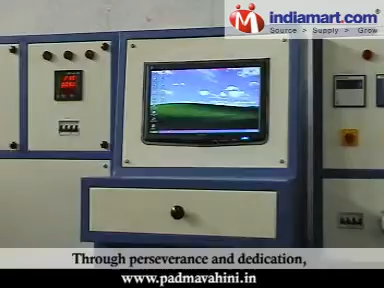 indiamart.com
Source > Supply > Grow
Through perseverance and dedication,
www.padmavahini.in